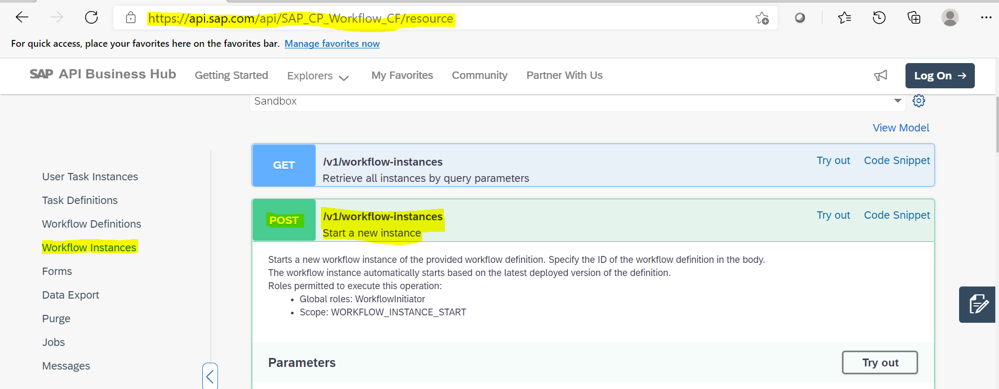 https://api.sap.com/api/SAP_CP_Workflow_CF/resource
For quick access, place your favorites here on the favorites bar. Manage favorites now
SAP API Business Hub Getting Started Explorers My Favorites Community Partner With Us Log On →
Sandbox
View Model
GET /v1/workflow-instances Try out Code Snippet
Retrieve all instances by query parameters
POST /v1/workflow-instances Try out Code Snippet
Start a new instance
User Task Instances
Task Definitions
Workflow Definitions
Workflow Instances
Forms
Data Export
Purge
Jobs
Messages
Starts a new workflow instance of the provided workflow definition. Specify the ID of the workflow definition in the body.
The workflow instance automatically starts based on the latest deployed version of the definition.
Roles permitted to execute this operation:
• Global roles: WorkflowInitiator
• Scope: WORKFLOW_INSTANCE_START
Parameters Try out